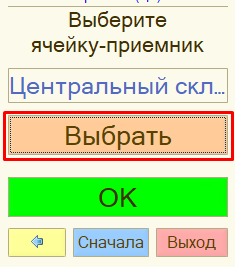 Выберите
ячейку-приемник
Центральный скл...
Выбрать
OK
Сначала
Выход